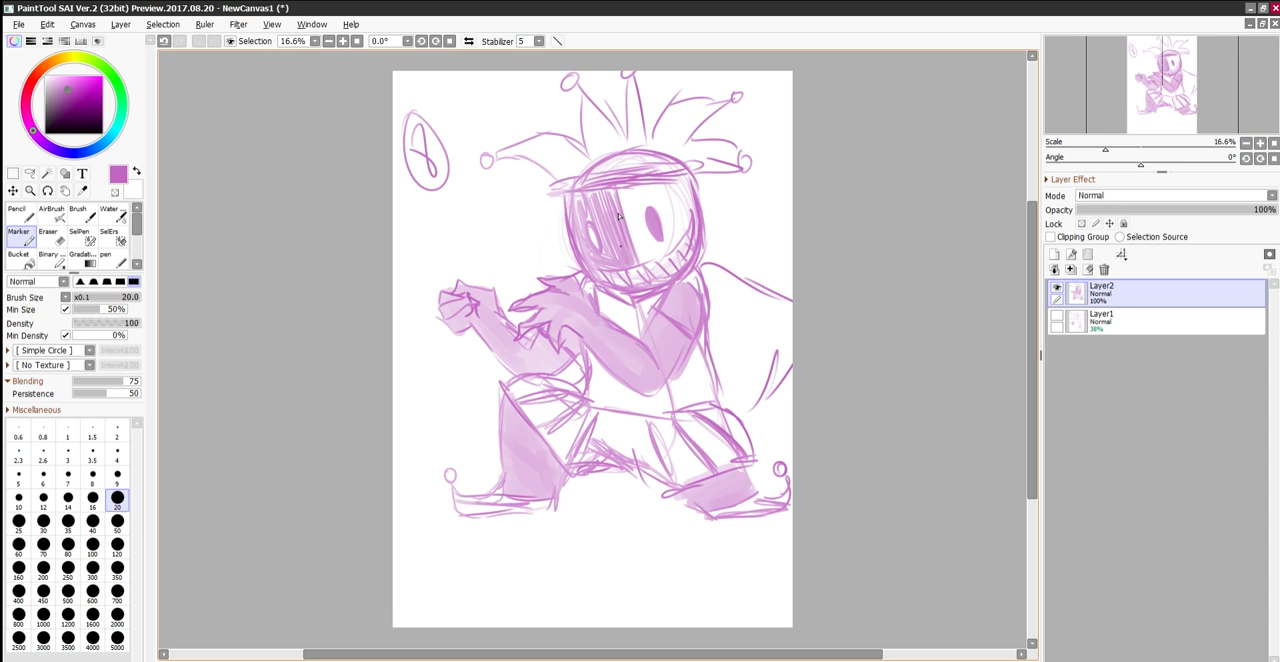 PaintTool SAI Ver.2 (32bit) Preview.2017.08.20 - NewCanvas1 (*)
File Edit Canvas Layer Selection Ruler Filter View Window Help
Selection 16.6% 0.0° Stabilizer 5
T
Pencil AirBrush Brush Water ...
Marker Eraser SelPen SelErs
Bucket Binary ... Gradati... pen
Normal
Brush Size x0.1 20.0
Min Size 50%
Density 100
Min Density 0%
[ Simple Circle ]
[ No Texture ]
Blending 75
Persistence 50
Miscellaneous
0.6 0.8 1 1.5 2
2.3 2.6 3 3.5 4
5 6 7 8 9
10 12 14 16 20
25 30 35 40 50
60 70 80 100 120
160 200 250 300 350
400 450 500 600 700
800 1000 1200 1600 2000
2500 3000 3500 4000 5000
Scale 16.6%
Angle 0°
Layer Effect
Mode Normal
Opacity 100%
Lock
Clipping Group Selection Source
Layer2
Normal
100%
Layer1
Normal
38%